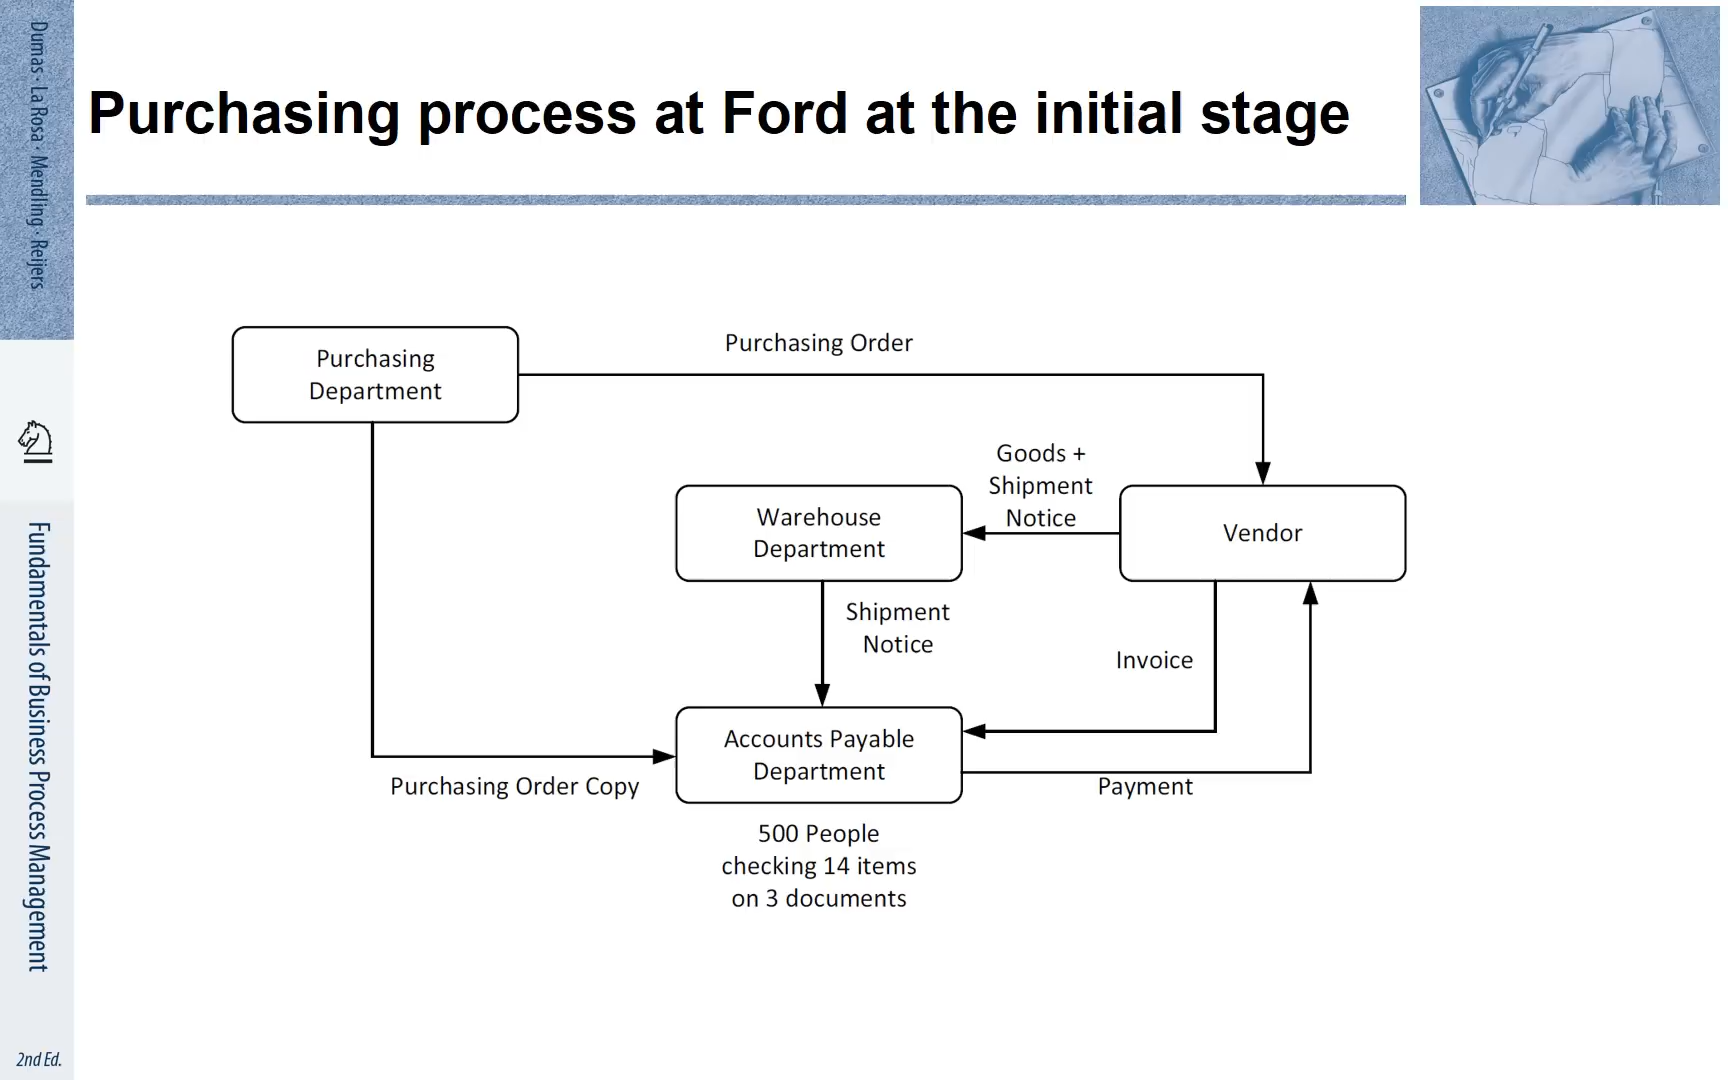 Dumas · La Rosa · Mendling · Reijers
Fundamentals of Business Process Management
2nd Ed.
Purchasing process at Ford at the initial stage
Purchasing
Department
Purchasing Order
Goods +
Shipment
Notice
Warehouse
Department
Vendor
Shipment
Notice
Invoice
Accounts Payable
Department
Purchasing Order Copy
Payment
500 People
checking 14 items
on 3 documents